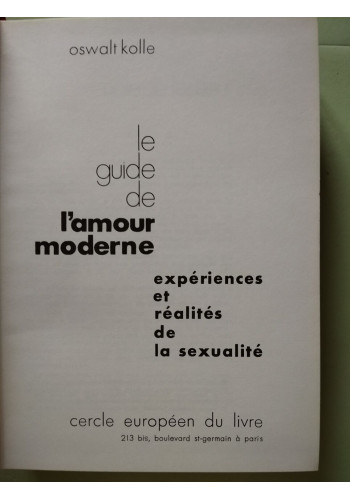 oswalt kolle
le
guide
de
l'amour
moderne
expériences
et
réalités
de
la sexualité
cercle européen du livre
213 bis, boulevard st-germain à paris